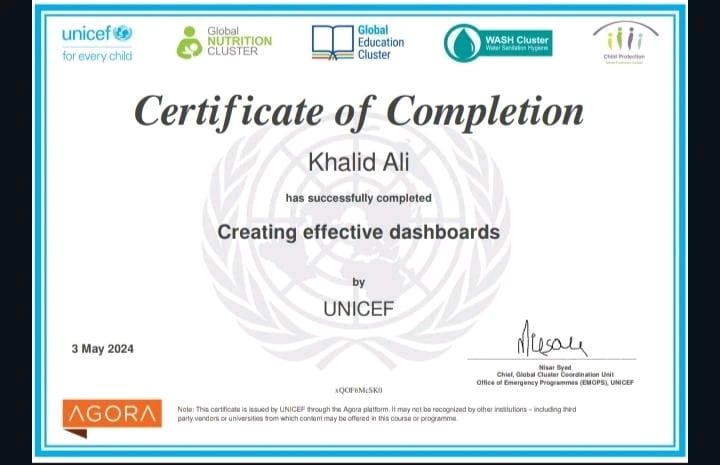 unicef
for every child
Global
NUTRITION
CLUSTER
Global
Education
Cluster
WASH Cluster
Water Sanitation Hygiene
Child Protection
Certificate of Completion
Khalid Ali
has successfully completed
Creating effective dashboards
by
UNICEF
3 May 2024
Nisar Syed
Chief, Global Cluster Coordination Unit
Office of Emergency Programmes (EMOPS), UNICEF
xQOF6McSK0
AGORA
Note: This certificate is issued by UNICEF through the Agora platform. It may not be recognized by other institutions – including third
party vendors or universities from which content may be offered in this course or programme.